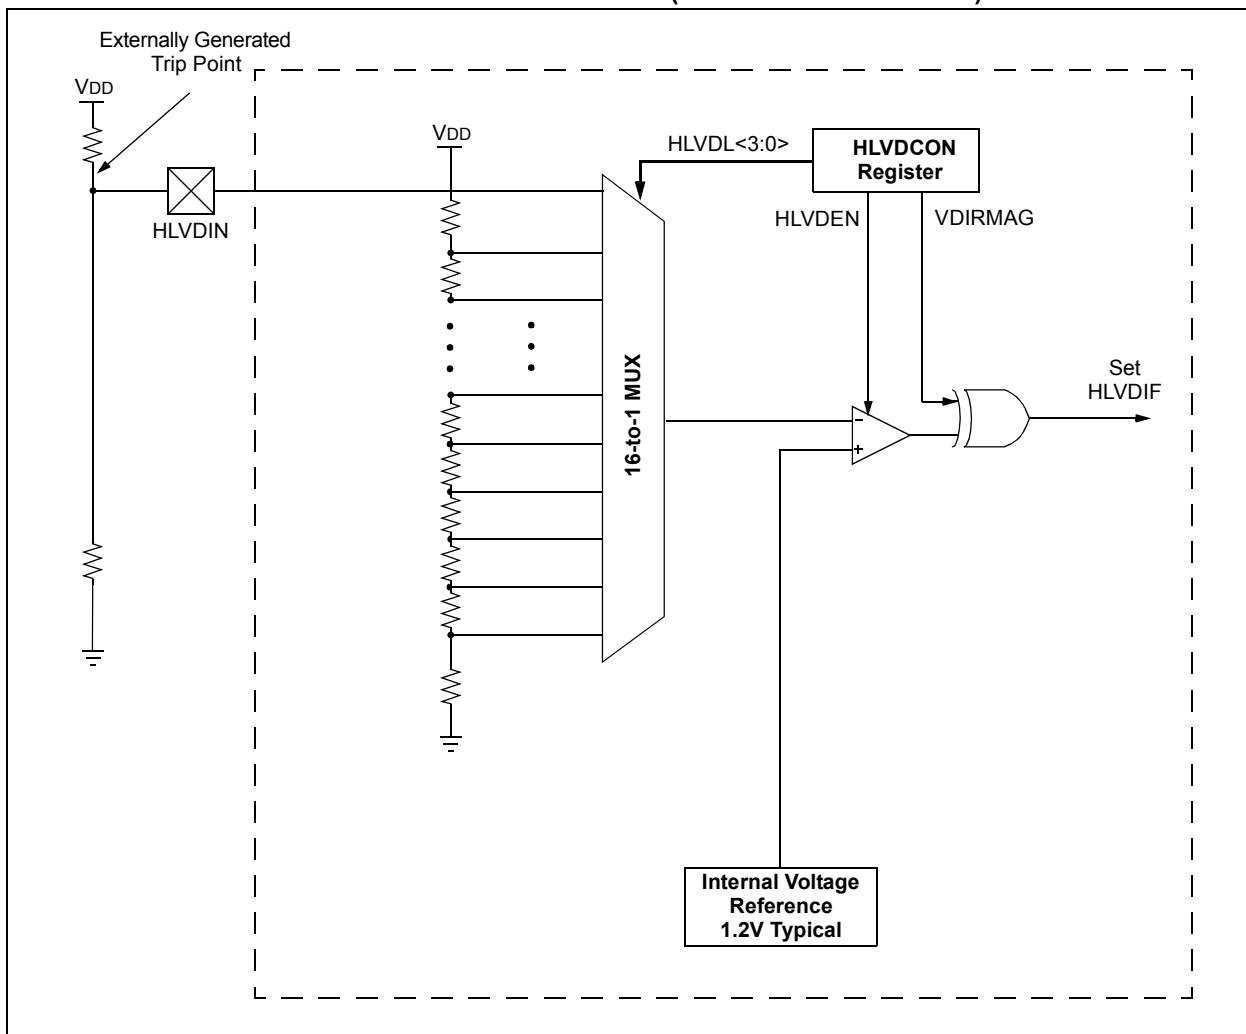 Externally Generated
Trip Point
VDD
VDD
HLVDL<3:0>
HLVDCON
Register
HLVDIN
HLVDEN
VDIRMAG
16-to-1 MUX
Set
HLVDIF
–
+
Internal Voltage
Reference
1.2V Typical